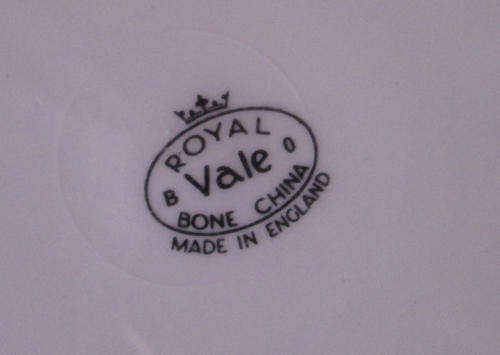 ROYAL
B Vale O
BONE CHINA
MADE IN ENGLAND